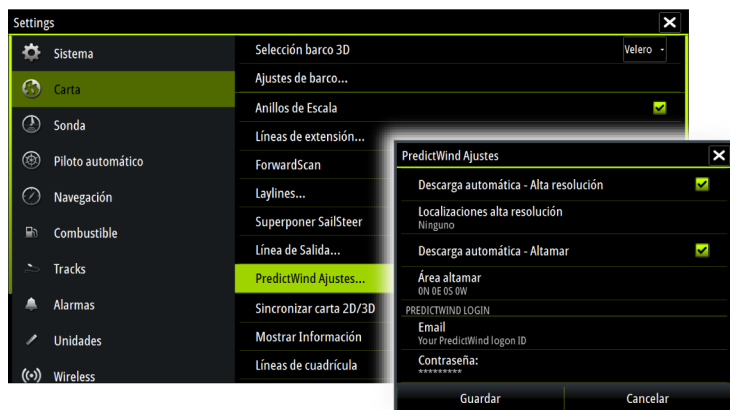 Settings
Sistema
Carta
Sonda
Piloto automático
Navegación
Combustible
Tracks
Alarmas
Unidades
Wireless
Selección barco 3D
Velero
Ajustes de barco...
Anillos de Escala
Líneas de extensión...
ForwardScan
Laylines...
Superponer SailSteer
Línea de Salida...
PredictWind Ajustes...
Sincronizar carta 2D/3D
Mostrar Información
Líneas de cuadrícula
PredictWind Ajustes
Descarga automática - Alta resolución
Localizaciones alta resolución
Ninguno
Descarga automática - Altamar
Área altamar
0N 0E 0S 0W
PREDICTWIND LOGIN
Email
Your PredictWind logon ID
Contraseña:
*********
Guardar
Cancelar